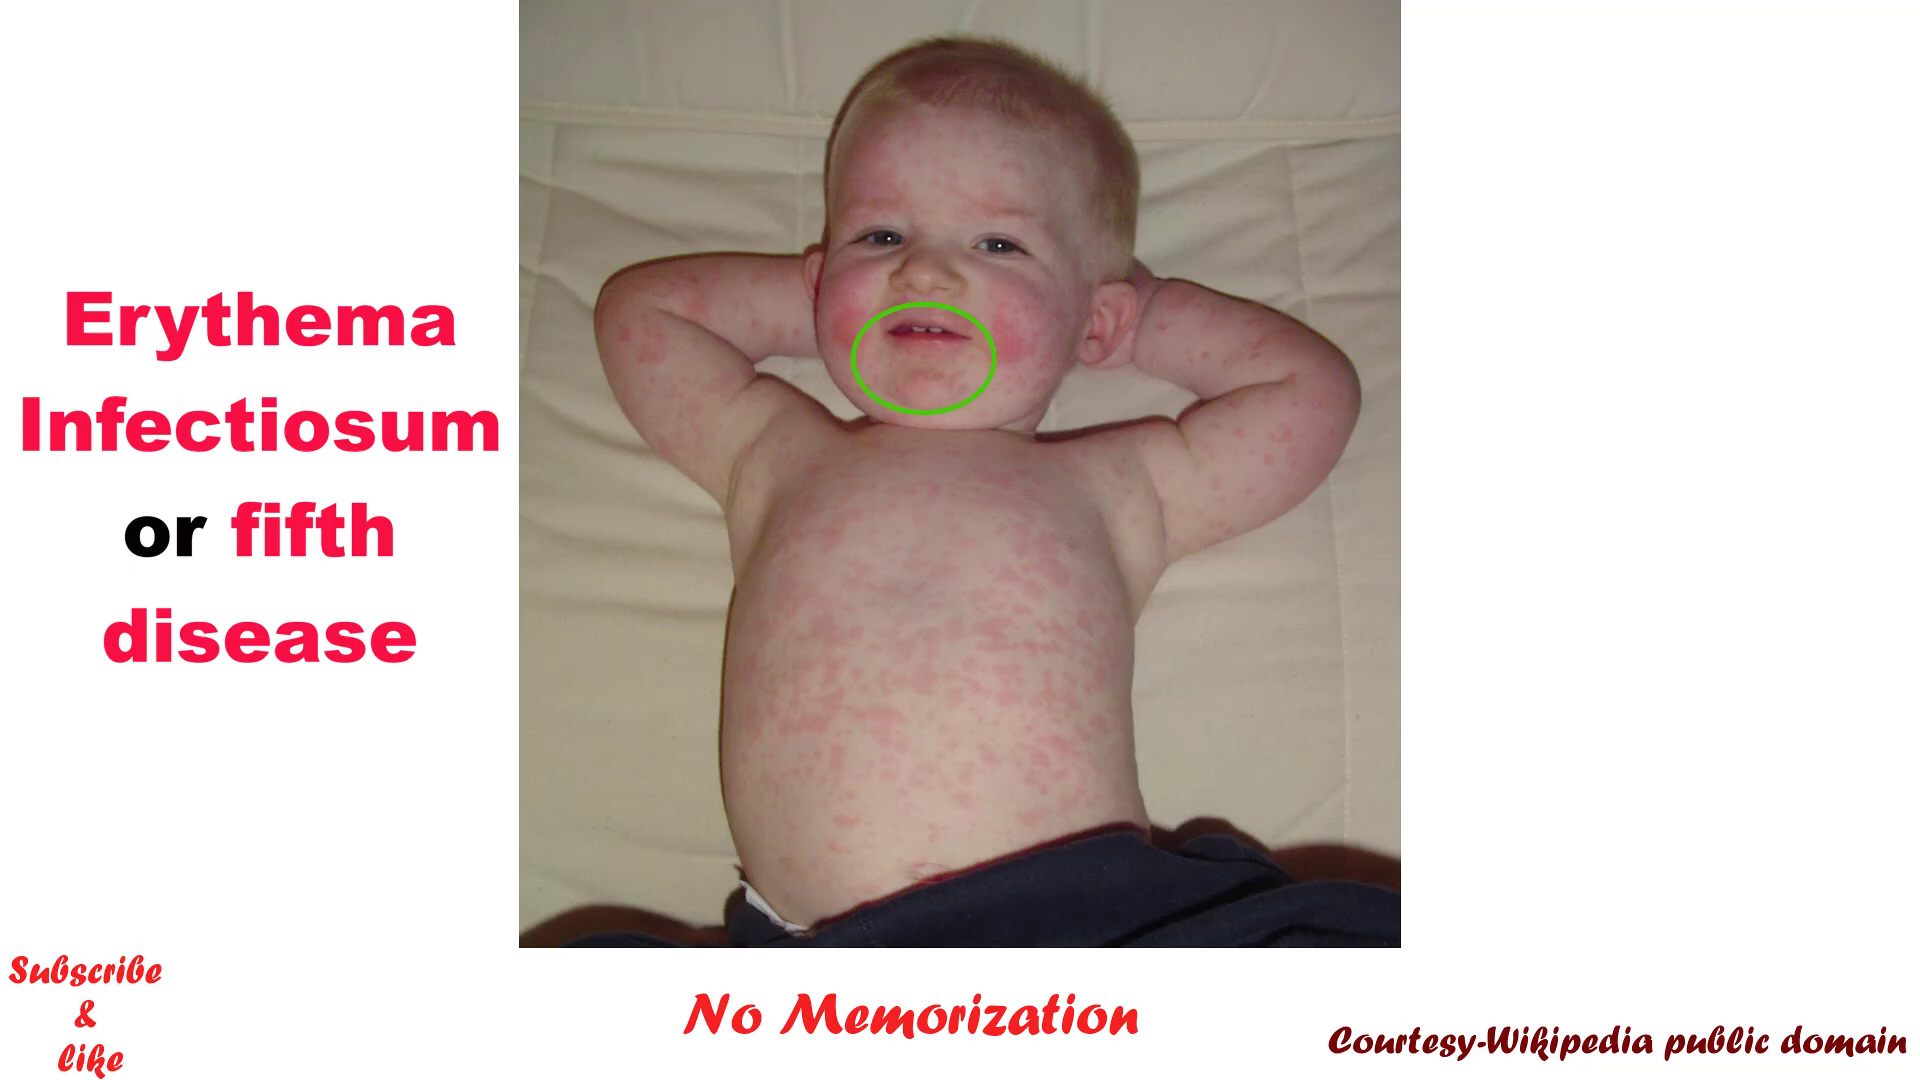 Erythema
Infectiosum
or fifth
disease
Subscribe
&
like
No Memorization
Courtesy-Wikipedia public domain